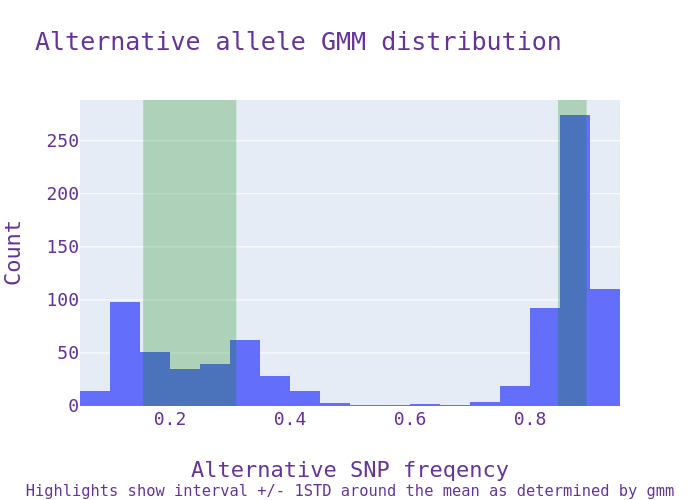 Alternative allele GMM distribution
250
200
150
100
50
0
Count
0.2 0.4 0.6 0.8
Alternative SNP freqency
Highlights show interval +/- 1STD around the mean as determined by gmm